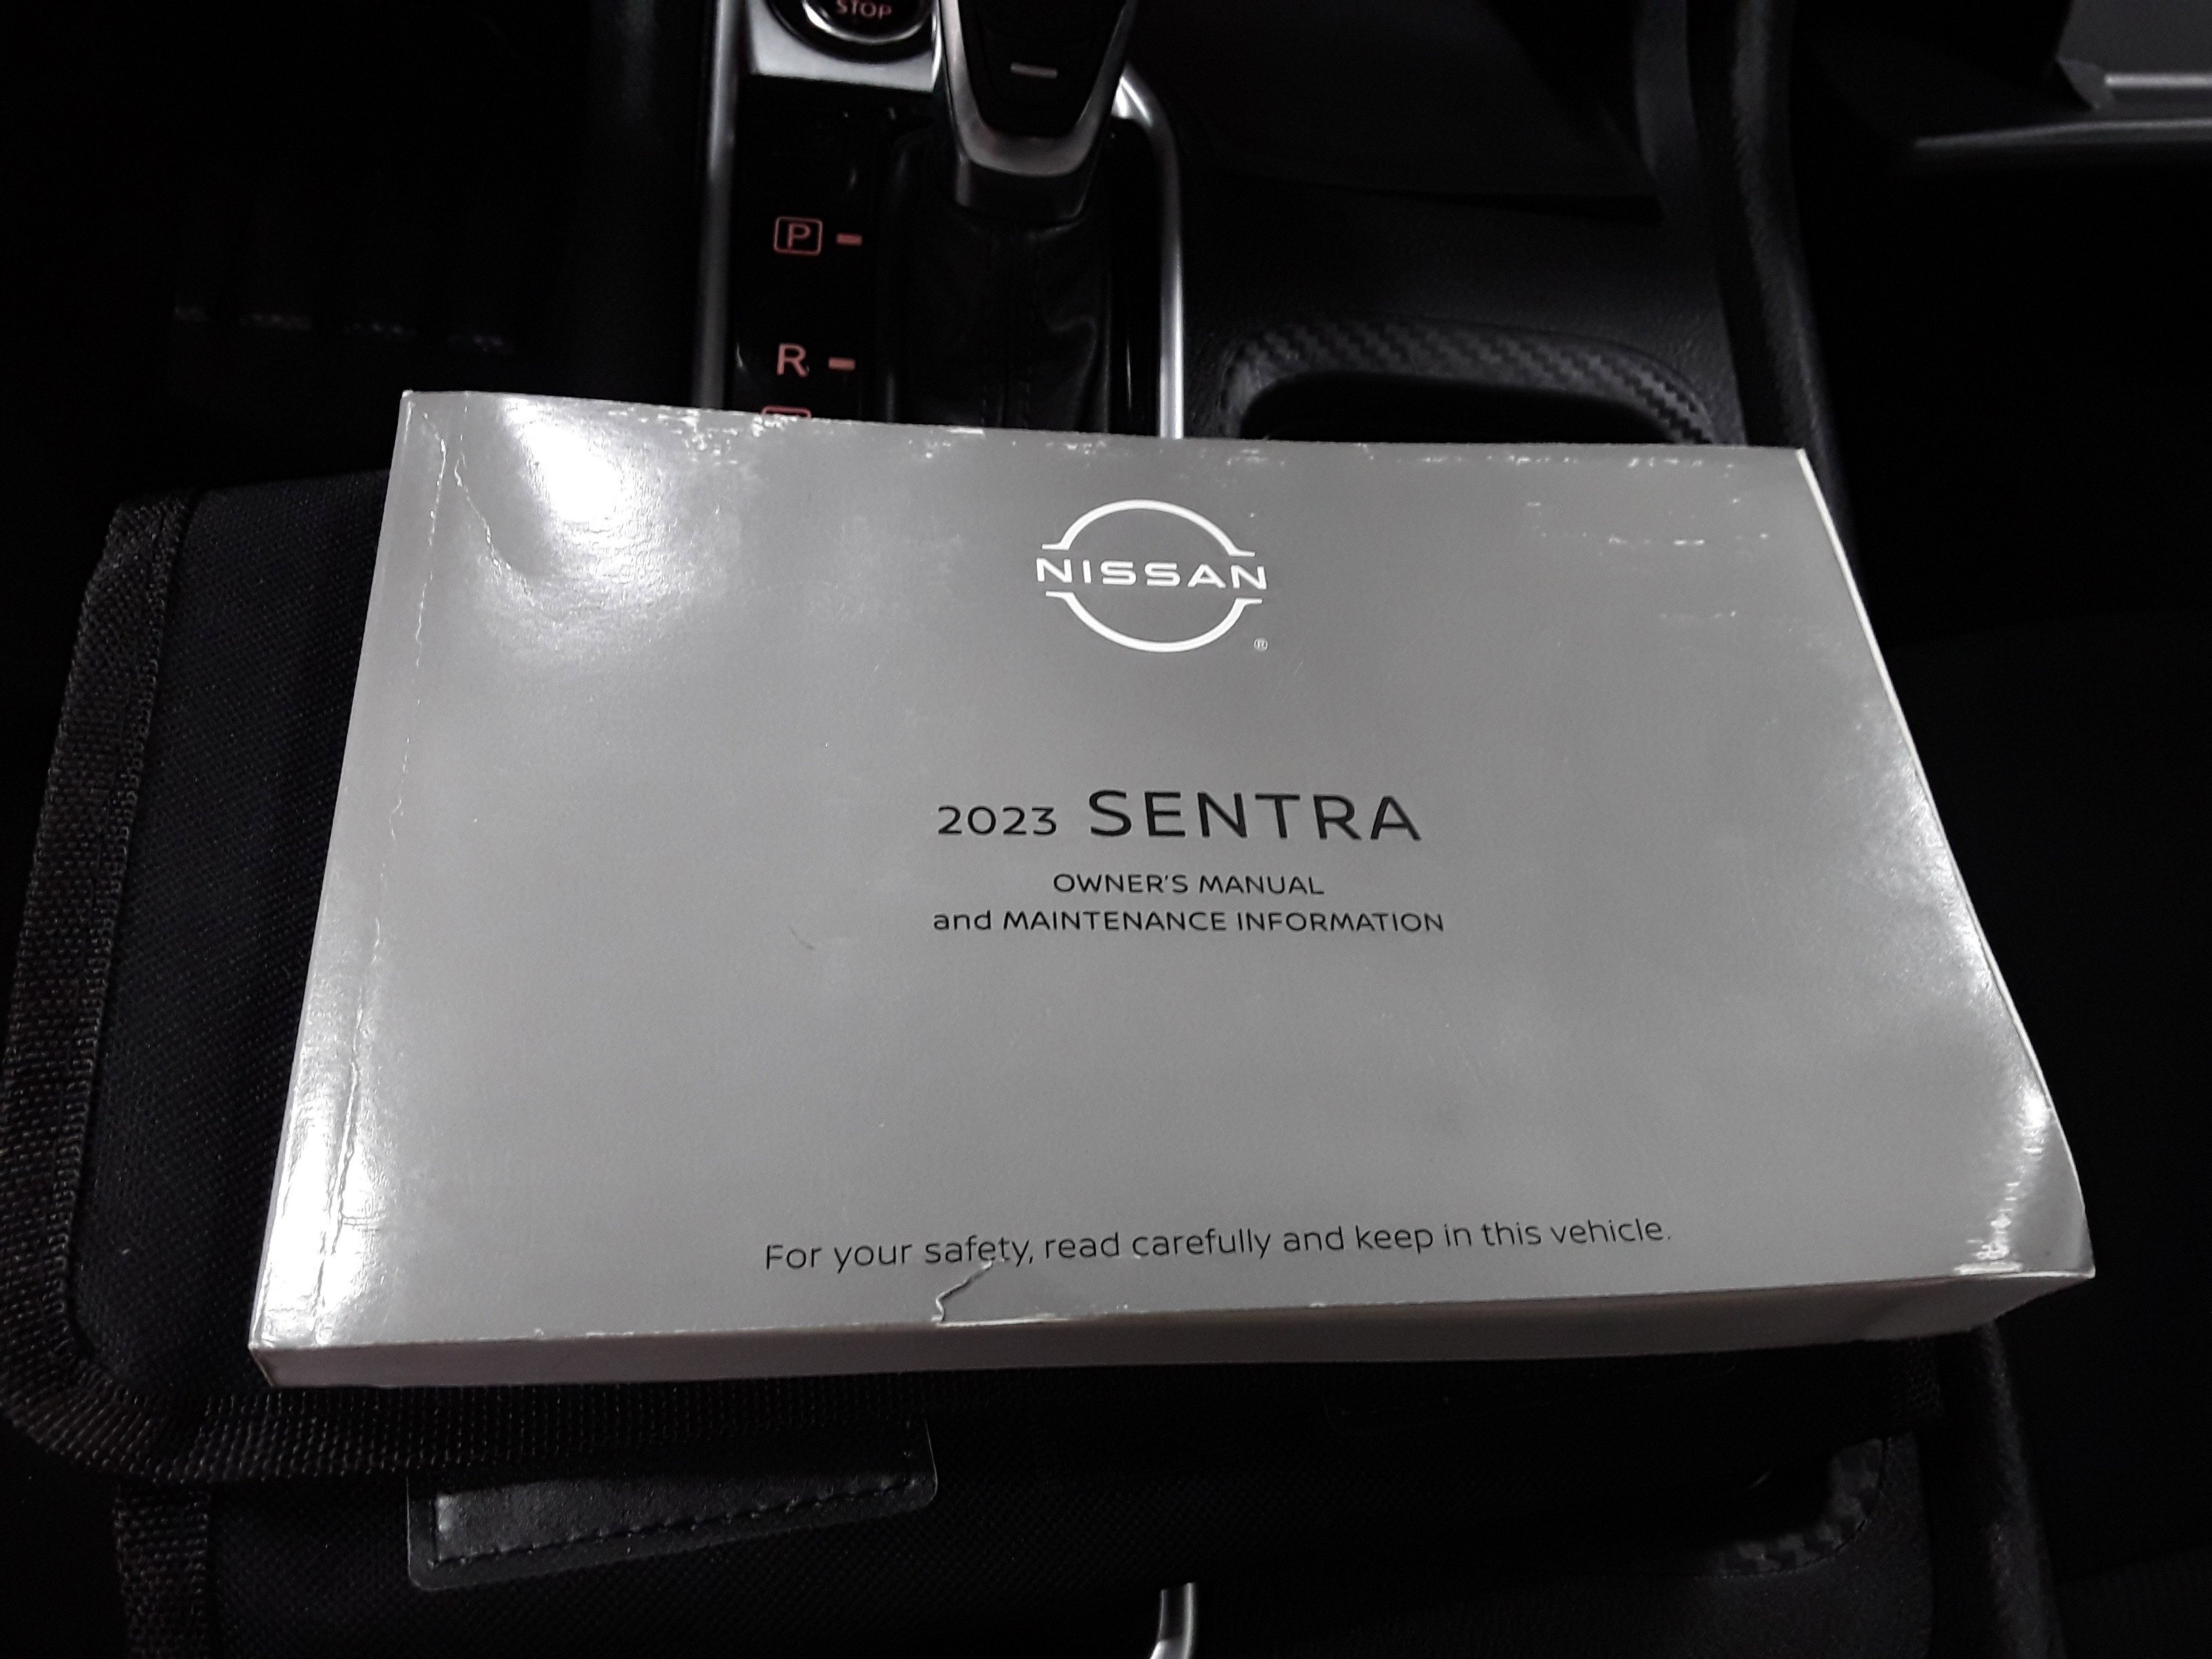 STOP
P
R
NISSAN
®
2023 SENTRA
OWNER'S MANUAL
and MAINTENANCE INFORMATION
For your safety, read carefully and keep in this vehicle.